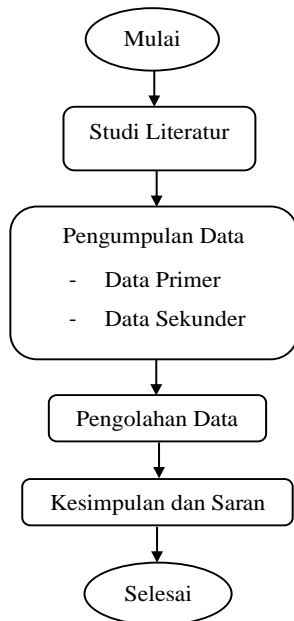 Mulai
Studi Literatur
Pengumpulan Data
- Data Primer
- Data Sekunder
Pengolahan Data
Kesimpulan dan Saran
Selesai